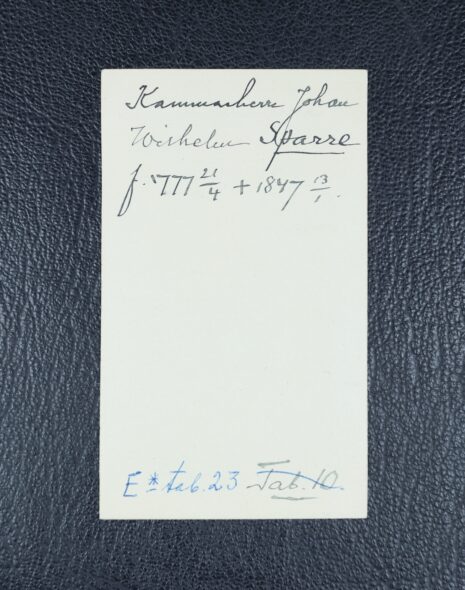 Kammarherre Johan
Wilhelm Sparre
f. 1777 21/4 + 1847 13/1.
E* tab. 23 Tab. 10.